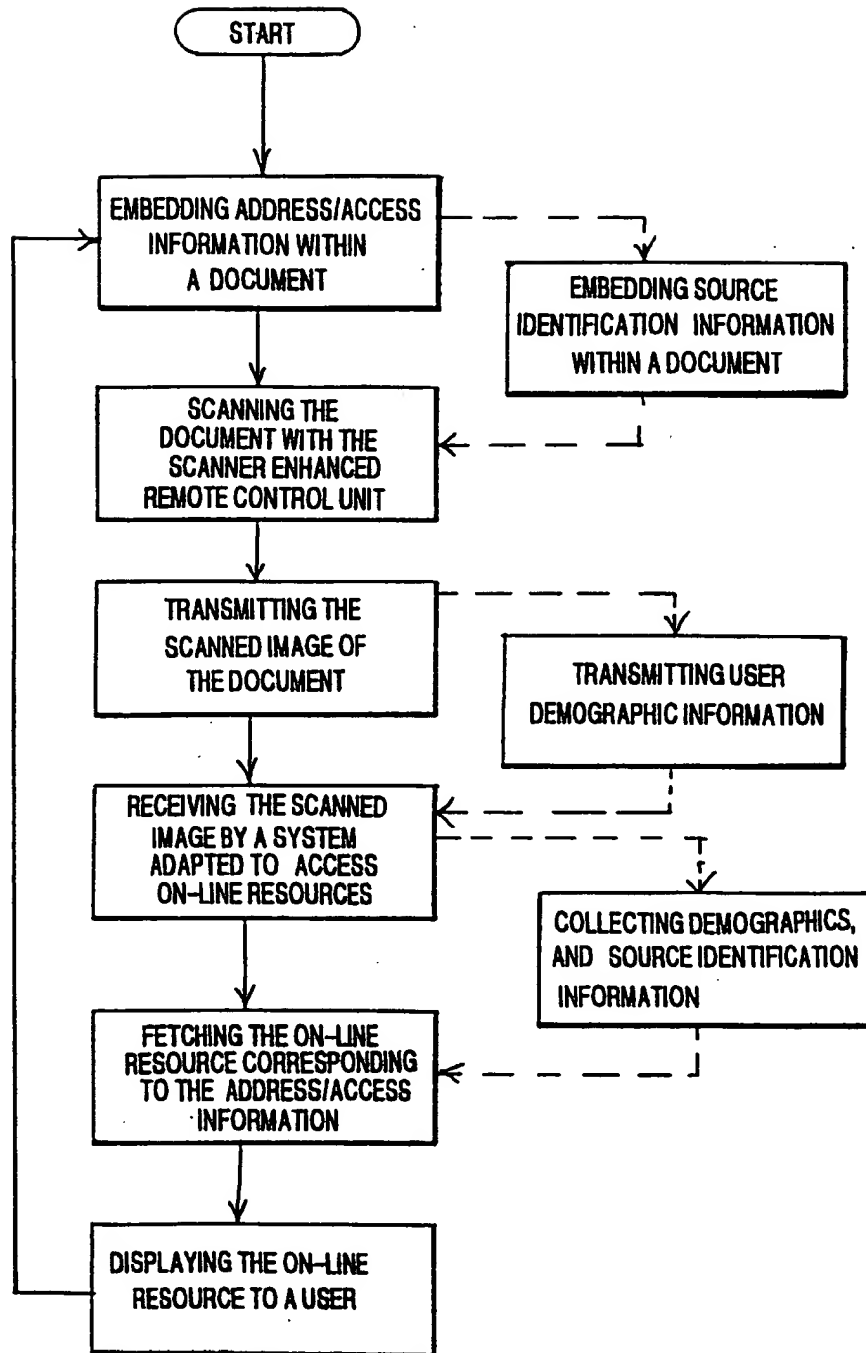 START
EMBEDDING ADDRESS/ACCESS
INFORMATION WITHIN
A DOCUMENT
EMBEDDING SOURCE
IDENTIFICATION INFORMATION
WITHIN A DOCUMENT
SCANNING THE
DOCUMENT WITH THE
SCANNER ENHANCED
REMOTE CONTROL UNIT
TRANSMITTING THE
SCANNED IMAGE OF
THE DOCUMENT
TRANSMITTING USER
DEMOGRAPHIC INFORMATION
RECEIVING THE SCANNED
IMAGE BY A SYSTEM
ADAPTED TO ACCESS
ON-LINE RESOURCES
COLLECTING DEMOGRAPHICS,
AND SOURCE IDENTIFICATION
INFORMATION
FETCHING THE ON-LINE
RESOURCE CORRESPONDING
TO THE ADDRESS/ACCESS
INFORMATION
DISPLAYING THE ON-LINE
RESOURCE TO A USER